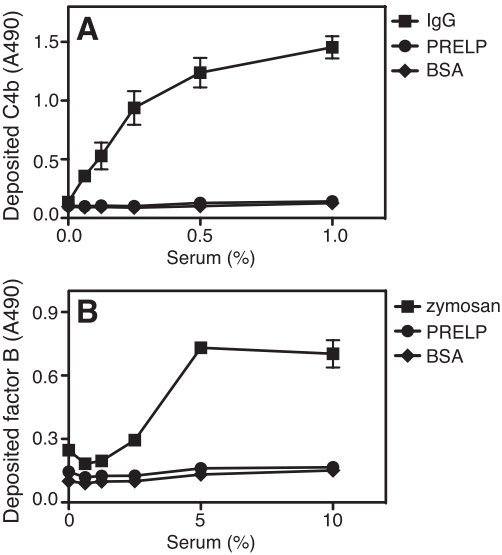 A
IgG
PRELP
BSA
Deposited C4b (A490)
1.5
1.0
0.5
0.0
0.0 0.5 1.0
Serum (%)
B
zymosan
PRELP
BSA
Deposited factor B (A490)
0.9
0.6
0.3
0.0
0 5 10
Serum (%)